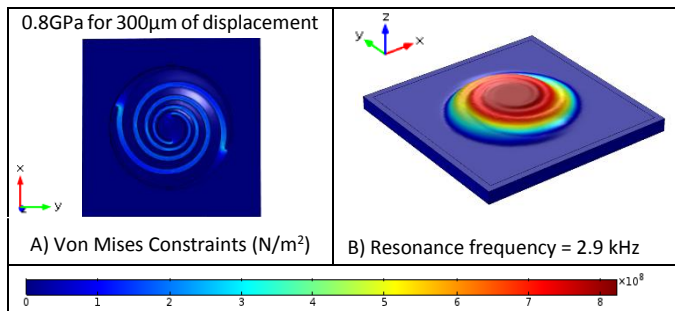 0.8GPa for 300µm of displacement
x
y
A) Von Mises Constraints (N/m²)
z
y
x
B) Resonance frequency = 2.9 kHz
×10⁸
0 1 2 3 4 5 6 7 8